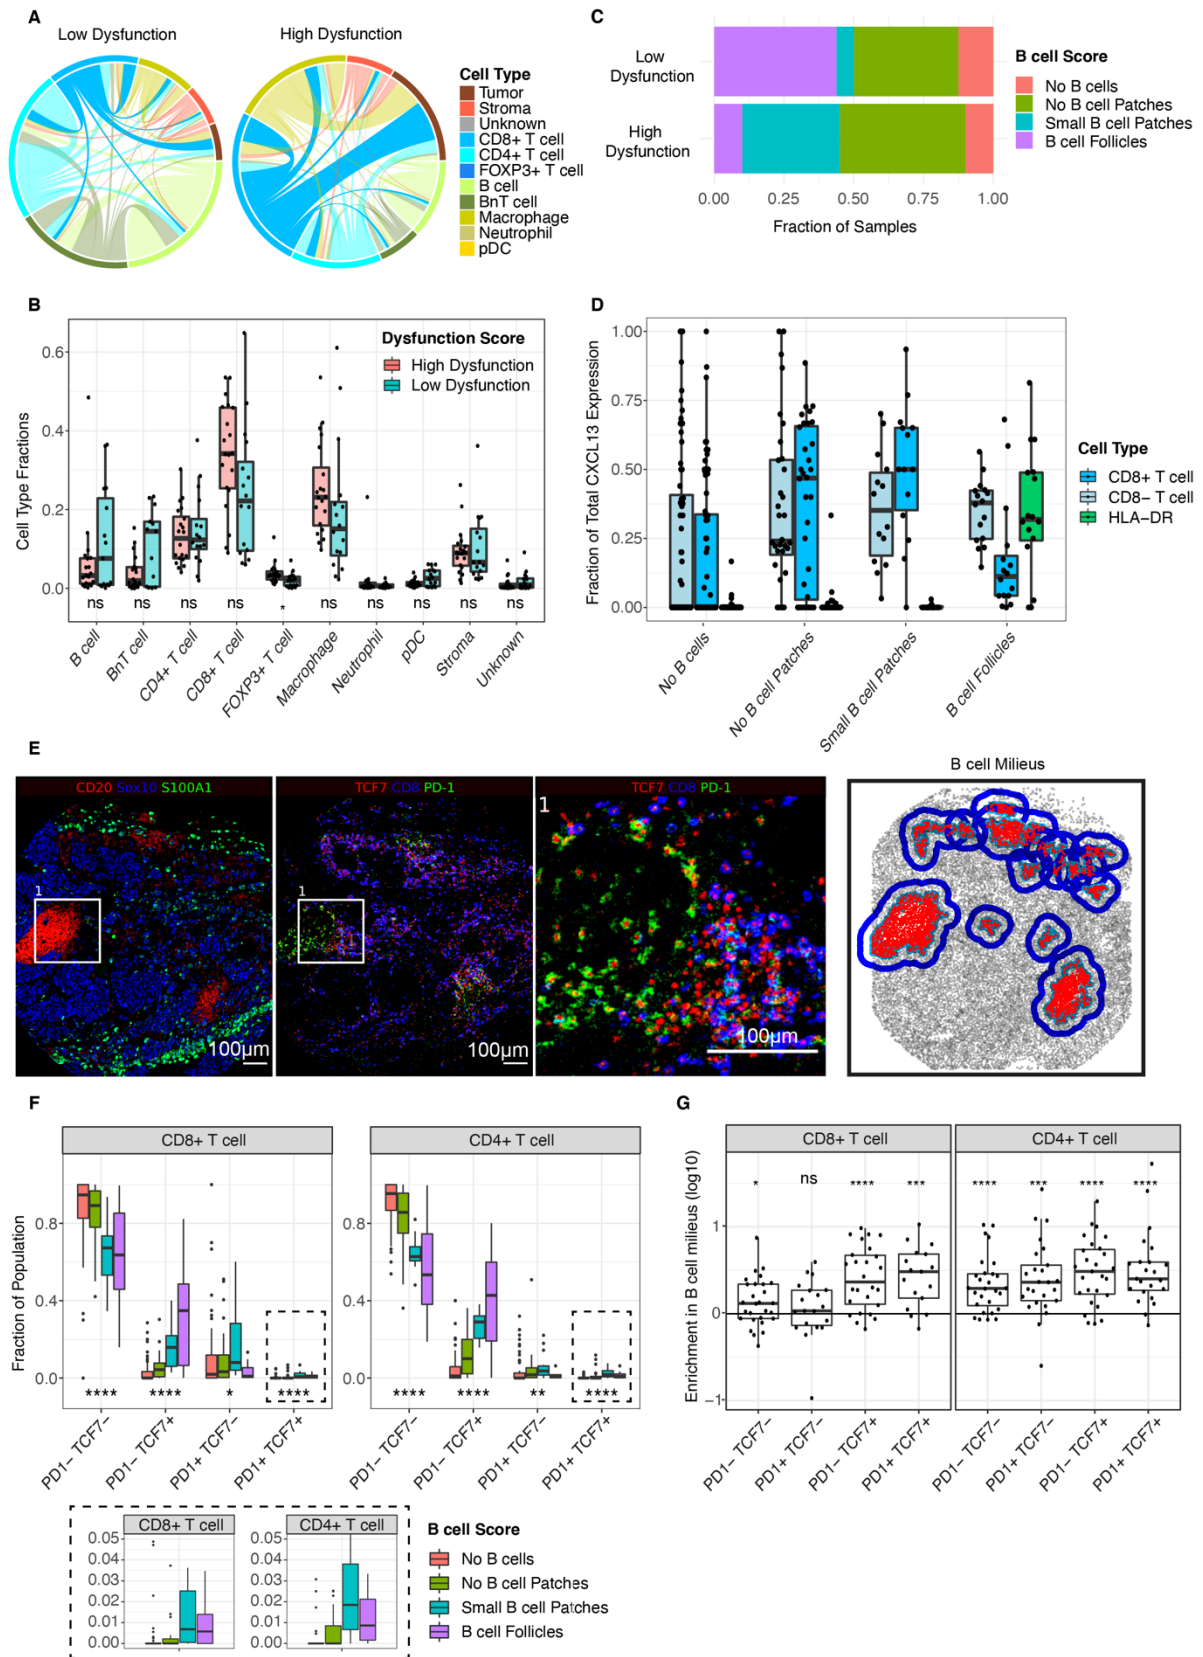 A
Low Dysfunction
High Dysfunction
Cell Type
Tumor
Stroma
Unknown
CD8+ T cell
CD4+ T cell
FOXP3+ T cell
B cell
BnT cell
Macrophage
Neutrophil
pDC
C
Low
Dysfunction
High
Dysfunction
0.00 0.25 0.50 0.75 1.00
Fraction of Samples
B cell Score
No B cells
No B cell Patches
Small B cell Patches
B cell Follicles
B
Cell Type Fractions
0.6
0.4
0.2
0.0
Dysfunction Score
High Dysfunction
Low Dysfunction
ns ns ns ns * ns ns ns ns ns
B cell
BnT cell
CD4+ T cell
CD8+ T cell
FOXP3+ T cell
Macrophage
Neutrophil
pDC
Stroma
Unknown
D
Fraction of Total CXCL13 Expression
1.00
0.75
0.50
0.25
0.00
No B cells
No B cell Patches
Small B cell Patches
B cell Follicles
Cell Type
CD8+ T cell
CD8− T cell
HLA−DR
E
CD20 Sox10 S100A1
1
100μm
TCF7 CD8 PD-1
1
100μm
TCF7 CD8 PD-1
1
100μm
B cell Milieus
F
Fraction of Population
CD8+ T cell
CD4+ T cell
0.8
0.4
0.0
**** **** * ****
**** **** ** ****
PD1− TCF7−
PD1− TCF7+
PD1+ TCF7−
PD1+ TCF7+
PD1− TCF7−
PD1− TCF7+
PD1+ TCF7−
PD1+ TCF7+
CD8+ T cell
0.05
0.04
0.03
0.02
0.01
0.00
CD4+ T cell
0.05
0.04
0.03
0.02
0.01
0.00
B cell Score
No B cells
No B cell Patches
Small B cell Patches
B cell Follicles
G
Enrichment in B cell milieus (log10)
CD8+ T cell
CD4+ T cell
1
0
−1
* ns **** ***
**** *** **** ****
PD1− TCF7−
PD1+ TCF7−
PD1− TCF7+
PD1+ TCF7+
PD1− TCF7−
PD1+ TCF7−
PD1− TCF7+
PD1+ TCF7+